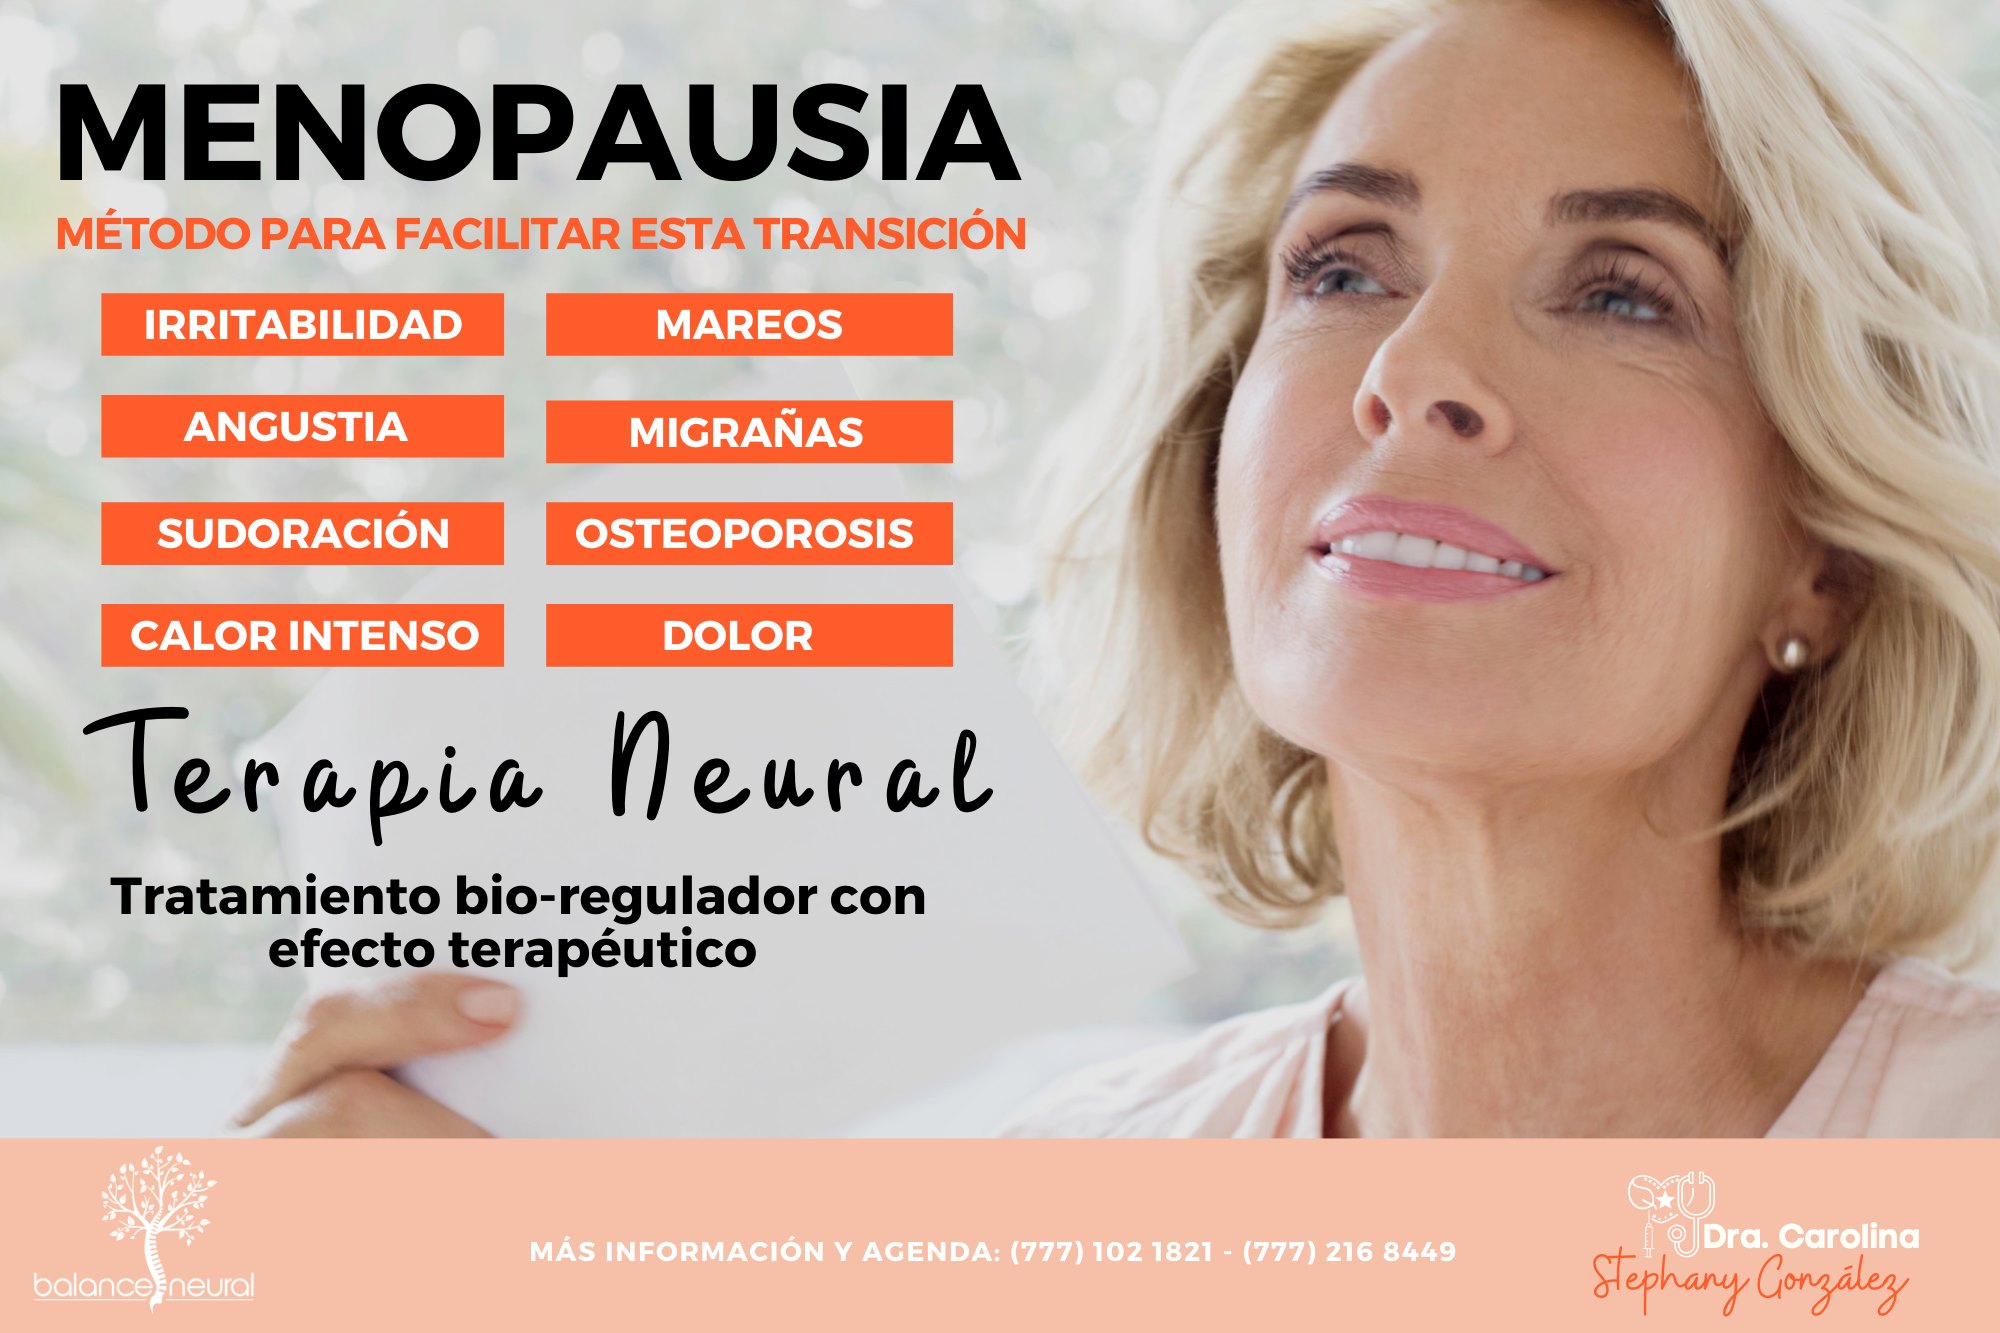 MENOPAUSIA
MÉTODO PARA FACILITAR ESTA TRANSICIÓN
IRRITABILIDAD
MAREOS
ANGUSTIA
MIGRAÑAS
SUDORACIÓN
OSTEOPOROSIS
CALOR INTENSO
DOLOR
Terapia Neural
Tratamiento bio-regulador con
efecto terapéutico
balance neural
MÁS INFORMACIÓN Y AGENDA: (777) 102 1821 - (777) 216 8449
Dra. Carolina
Stephany González